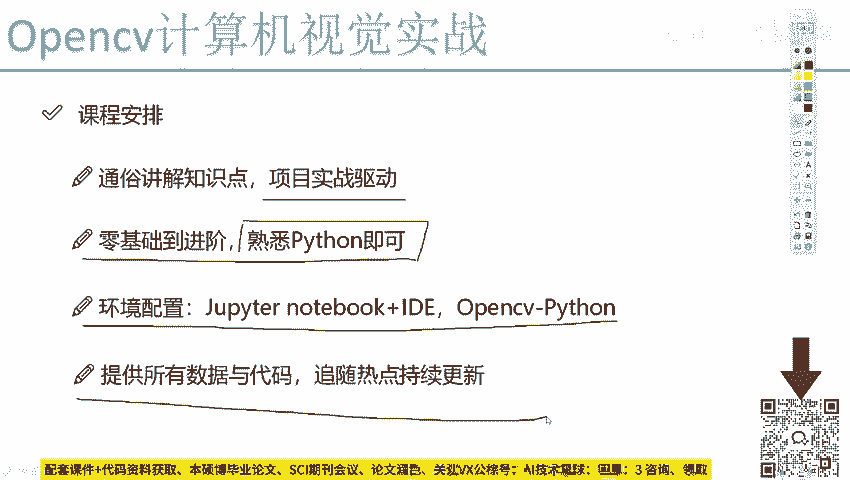 Opencv计算机视觉实战
课程安排
通俗讲解知识点，项目实战驱动
零基础到进阶，熟悉Python即可
环境配置：Jupyter notebook+IDE，Opencv-Python
提供所有数据与代码，追随热点持续更新
配套课件+代码资料获取、本硕博毕业论文、SCI期刊会议、论文润色、关注VX公棕号：AI技术星球：回复：3 咨询、领取